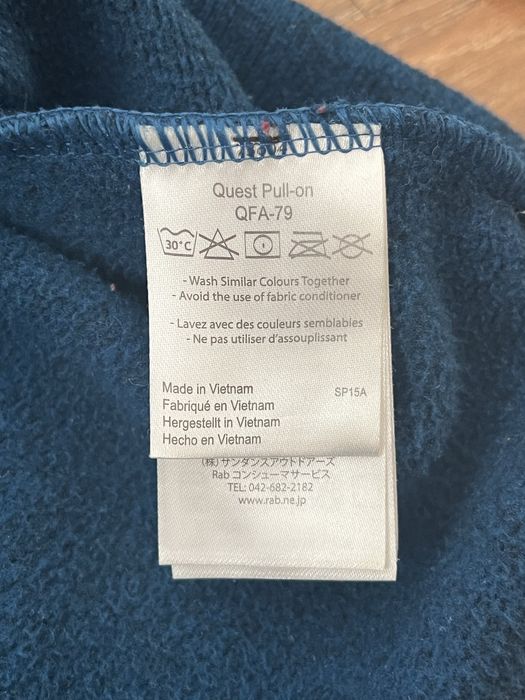 Quest Pull-on
QFA-79
30°C
- Wash Similar Colours Together
- Avoid the use of fabric conditioner
- Lavez avec des couleurs semblables
- Ne pas utiliser d'assouplissant
Made in Vietnam SP15A
Fabriqué en Vietnam
Hergestellt in Vietnam
Hecho en Vietnam
(株)サンダンスアウトドアーズ
Rab コンシューマサービス
TEL: 042-682-2182
www.rab.ne.jp